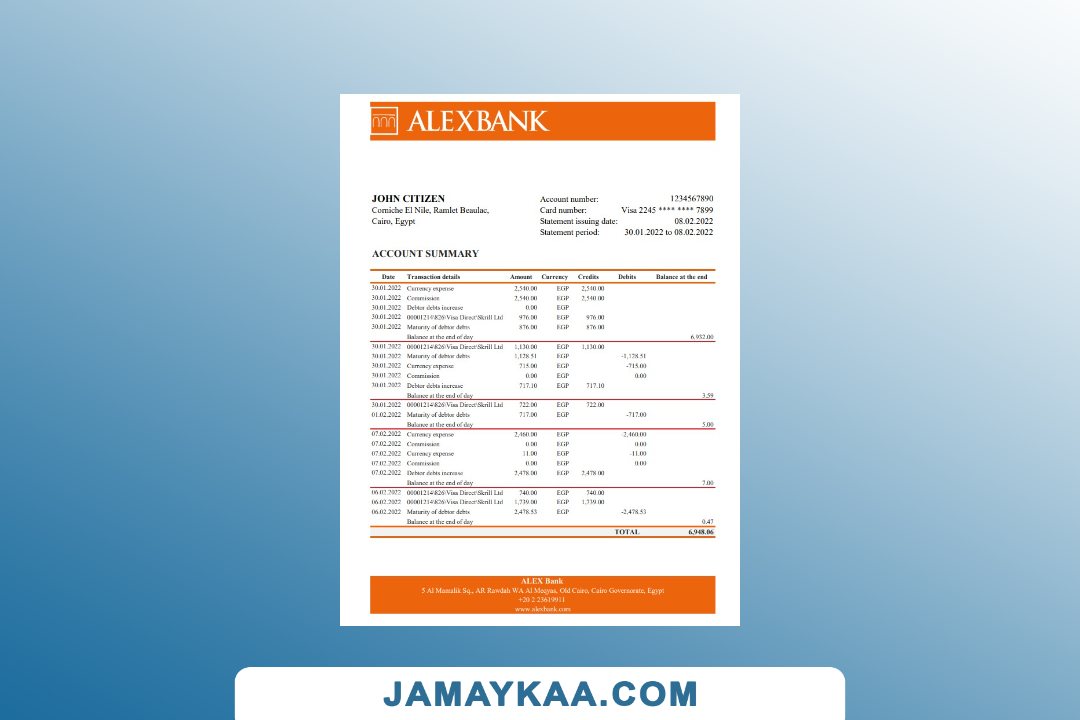 ALEXBANK
JOHN CITIZEN
Corniche El Nile, Ramlet Beaulac,
Cairo, Egypt
Account number: 1234567890
Card number: Visa 2245 **** **** 7899
Statement issuing date: 08.02.2022
Statement period: 30.01.2022 to 08.02.2022
ACCOUNT SUMMARY
Date Transaction details Amount Currency Credits Debits Balance at the end
30.01.2022 Currency expense 2,540.00 EGP 2,540.00
30.01.2022 Commission 2,540.00 EGP 2,540.00
30.01.2022 Debtor debts increase 0.00 EGP
30.01.2022 00001214\826\Visa Direct\Skrill Ltd 976.00 EGP 976.00
30.01.2022 Maturity of debtor debts 876.00 EGP 876.00
Balance at the end of day 6,932.00
30.01.2022 00001214\826\Visa Direct\Skrill Ltd 1,130.00 EGP 1,130.00
30.01.2022 Maturity of debtor debts 1,128.51 EGP -1,128.51
30.01.2022 Currency expense 715.00 EGP -715.00
30.01.2022 Commission 0.00 EGP 0.00
30.01.2022 Debtor debts increase 717.10 EGP 717.10
Balance at the end of day 3.59
30.01.2022 00001214\826\Visa Direct\Skrill Ltd 722.00 EGP 722.00
01.02.2022 Maturity of debtor debts 717.00 EGP -717.00
Balance at the end of day 5.00
07.02.2022 Currency expense 2,460.00 EGP -2,460.00
07.02.2022 Commission 0.00 EGP 0.00
07.02.2022 Currency expense 11.00 EGP -11.00
07.02.2022 Commission 0.00 EGP 0.00
07.02.2022 Debtor debts increase 2,478.00 EGP 2,478.00
Balance at the end of day 7.00
06.02.2022 00001214\826\Visa Direct\Skrill Ltd 740.00 EGP 740.00
06.02.2022 00001214\826\Visa Direct\Skrill Ltd 1,739.00 EGP 1,739.00
06.02.2022 Maturity of debtor debts 2,478.53 EGP -2,478.53
Balance at the end of day 0.47
TOTAL 6,948.06
ALEX Bank
5 Al Mamalik Sq., AR Rawdah WA Al Meqyas, Old Cairo, Cairo Governorate, Egypt
+20 2 23619911
www.alexbank.com
JAMAYKAA.COM